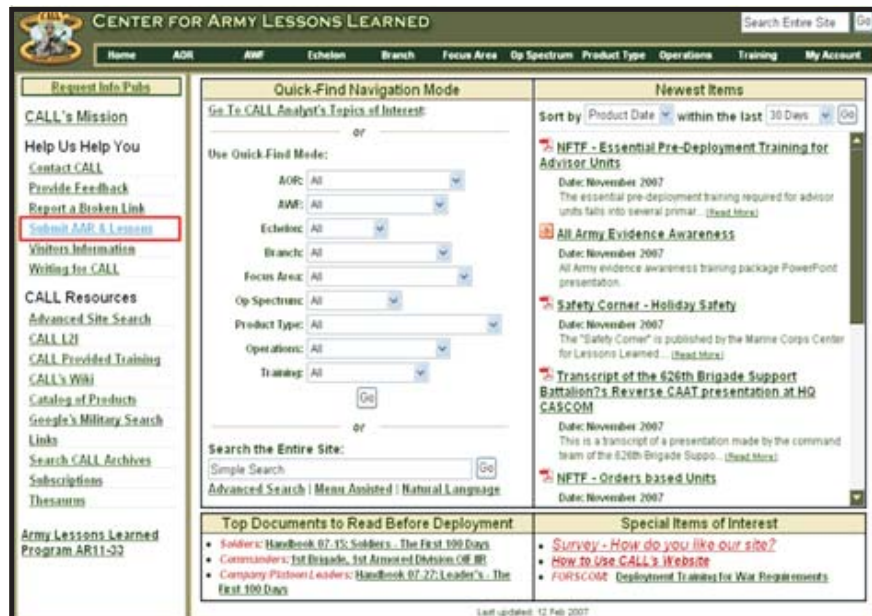 CENTER FOR ARMY LESSONS LEARNED
Search Entire Site Go
Home AOR AWF Echelon Branch Focus Area Op Spectrum Product Type Operations Training My Account
Request Info/Pubs
CALL's Mission
Help Us Help You
Contact CALL
Provide Feedback
Report a Broken Link
Submit AAR & Lessons
Visitors Information
Writing for CALL
CALL Resources
Advanced Site Search
CALL L2I
CALL Provided Training
CALL's Wiki
Catalog of Products
Google's Military Search
Links
Search CALL Archives
Subscriptions
Thesaurus
Army Lessons Learned
Program AR11-33
Quick-Find Navigation Mode
Go To CALL Analyst's Topics of Interest:
or
Use Quick-Find Mode:
AOR: All
AWF: All
Echelon: All
Branch: All
Focus Area: All
Op Spectrum: All
Product Type: All
Operations: All
Training: All
Go
or
Search the Entire Site:
Simple Search Go
Advanced Search | Menu Assisted | Natural Language
Newest Items
Sort by Product Date within the last 30 Days Go
NFTF - Essential Pre-Deployment Training for
Advisor Units
Date: November 2007
The essential pre-deployment training required for advisor
units falls into several primar... (Read More)
All Army Evidence Awareness
Date: November 2007
All Army evidence awareness training package PowerPoint
presentation.
Safety Corner - Holiday Safety
Date: November 2007
The "Safety Corner" is published by the Marine Corps Center
for Lessons Learned... (Read More)
Transcript of the 626th Brigade Support
Battalion?s Reverse CAAT presentation at HQ
CASCOM
Date: November 2007
This is a transcript of a presentation made by the command
team of the 626th Brigade Suppo... (Read More)
NFTF - Orders based Units
Date: November 2007
Top Documents to Read Before Deployment
Soldiers: Handbook 07-15: Soldiers - The First 100 Days
Commanders: 1st Brigade, 1st Armored Division OIF IIR
Company/Platoon Leaders: Handbook 07-27: Leader's - The
First 100 Days
Special Items of Interest
Survey - How do you like our site?
How to Use CALL's Website
FORSCOM: Deployment Training for War Requirements
Last updated: 12 Feb 2007